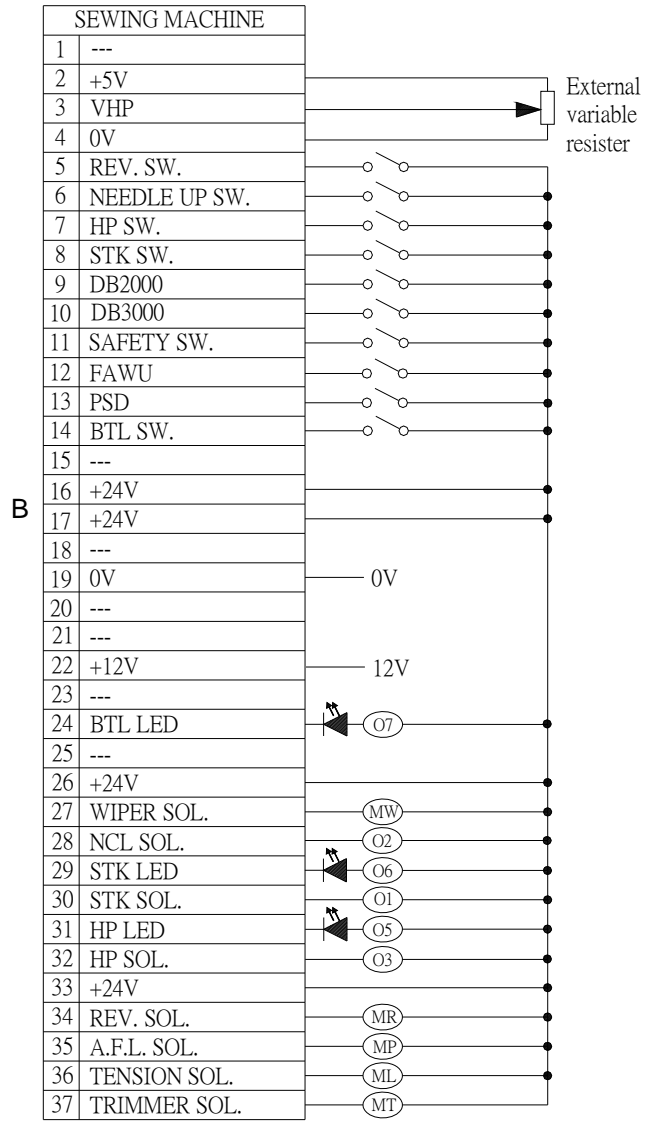 SEWING MACHINE
1 ---
2 +5V
3 VHP
4 0V
5 REV. SW.
6 NEEDLE UP SW.
7 HP SW.
8 STK SW.
9 DB2000
10 DB3000
11 SAFETY SW.
12 FAWU
13 PSD
14 BTL SW.
15 ---
16 +24V
17 +24V
18 ---
19 0V 0V
20 ---
21 ---
22 +12V 12V
23 ---
24 BTL LED O7
25 ---
26 +24V
27 WIPER SOL. MW
28 NCL SOL. O2
29 STK LED O6
30 STK SOL. O1
31 HP LED O5
32 HP SOL. O3
33 +24V
34 REV. SOL. MR
35 A.F.L. SOL. MP
36 TENSION SOL. ML
37 TRIMMER SOL. MT
External
variable
resister
B